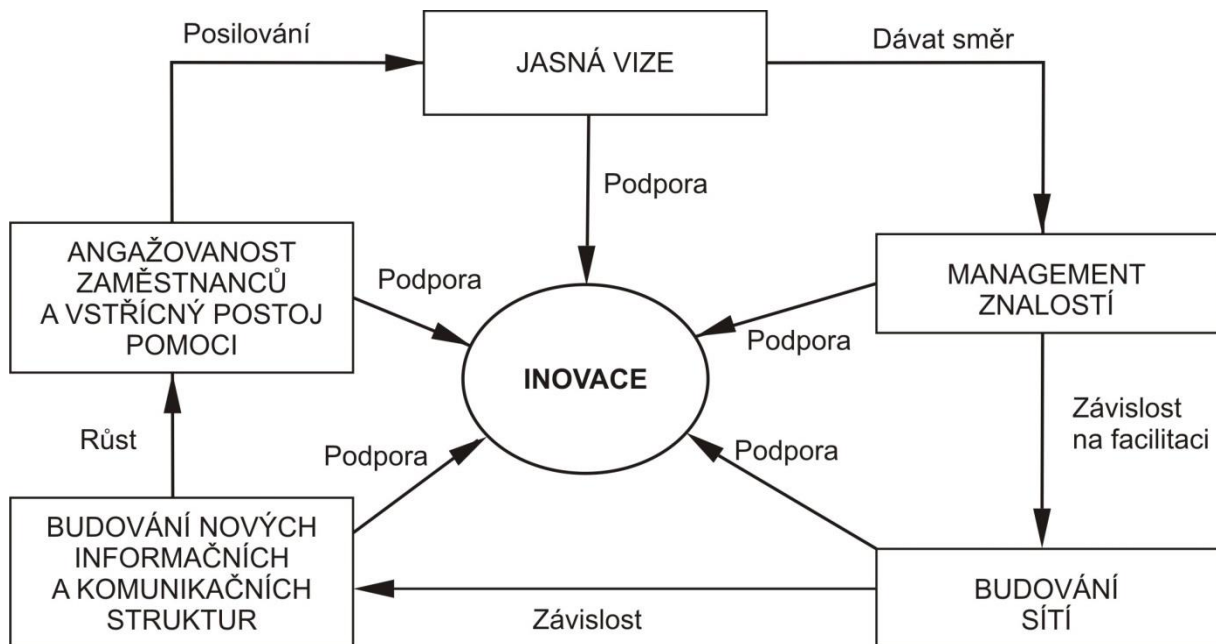 Posilování
JASNÁ VIZE
Dávat směr
Podpora
ANGAŽOVANOST
ZAMĚSTNANCŮ
A VSTŘÍCNÝ POSTOJ
POMOCI
Podpora
MANAGEMENT
ZNALOSTÍ
Podpora
INOVACE
Růst
Podpora
Podpora
Závislost
na facilitaci
BUDOVÁNÍ NOVÝCH
INFORMAČNÍCH
A KOMUNIKAČNÍCH
STRUKTUR
Závislost
BUDOVÁNÍ
SÍTÍ